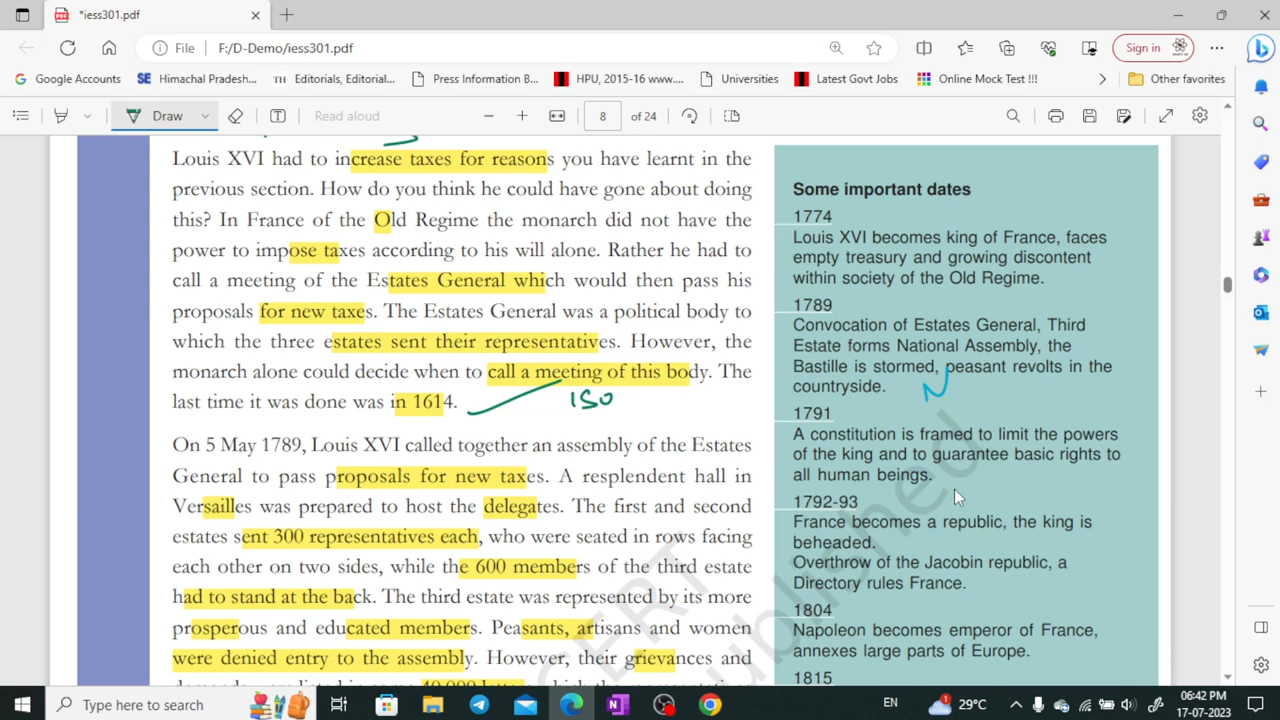 *iess301.pdf
File
F:/D-Demo/iess301.pdf
Sign in
Google Accounts
SE Himachal Pradesh...
TH Editorials, Editorial...
Press Information B...
HPU, 2015-16 www....
Universities
Latest Govt Jobs
Online Mock Test !!!
Other favorites
Draw
Read aloud
8 of 24
Louis XVI had to increase taxes for reasons you have learnt in the
previous section. How do you think he could have gone about doing
this? In France of the Old Regime the monarch did not have the
power to impose taxes according to his will alone. Rather he had to
call a meeting of the Estates General which would then pass his
proposals for new taxes. The Estates General was a political body to
which the three estates sent their representatives. However, the
monarch alone could decide when to call a meeting of this body. The
last time it was done was in 1614.
150
On 5 May 1789, Louis XVI called together an assembly of the Estates
General to pass proposals for new taxes. A resplendent hall in
Versailles was prepared to host the delegates. The first and second
estates sent 300 representatives each, who were seated in rows facing
each other on two sides, while the 600 members of the third estate
had to stand at the back. The third estate was represented by its more
prosperous and educated members. Peasants, artisans and women
were denied entry to the assembly. However, their grievances and
Some important dates
1774
Louis XVI becomes king of France, faces
empty treasury and growing discontent
within society of the Old Regime.
1789
Convocation of Estates General, Third
Estate forms National Assembly, the
Bastille is stormed, peasant revolts in the
countryside.
N
1791
A constitution is framed to limit the powers
of the king and to guarantee basic rights to
all human beings.
1792-93
France becomes a republic, the king is
beheaded.
Overthrow of the Jacobin republic, a
Directory rules France.
1804
Napoleon becomes emperor of France,
annexes large parts of Europe.
1815
Type here to search
29°C
EN
06:42 PM
17-07-2023